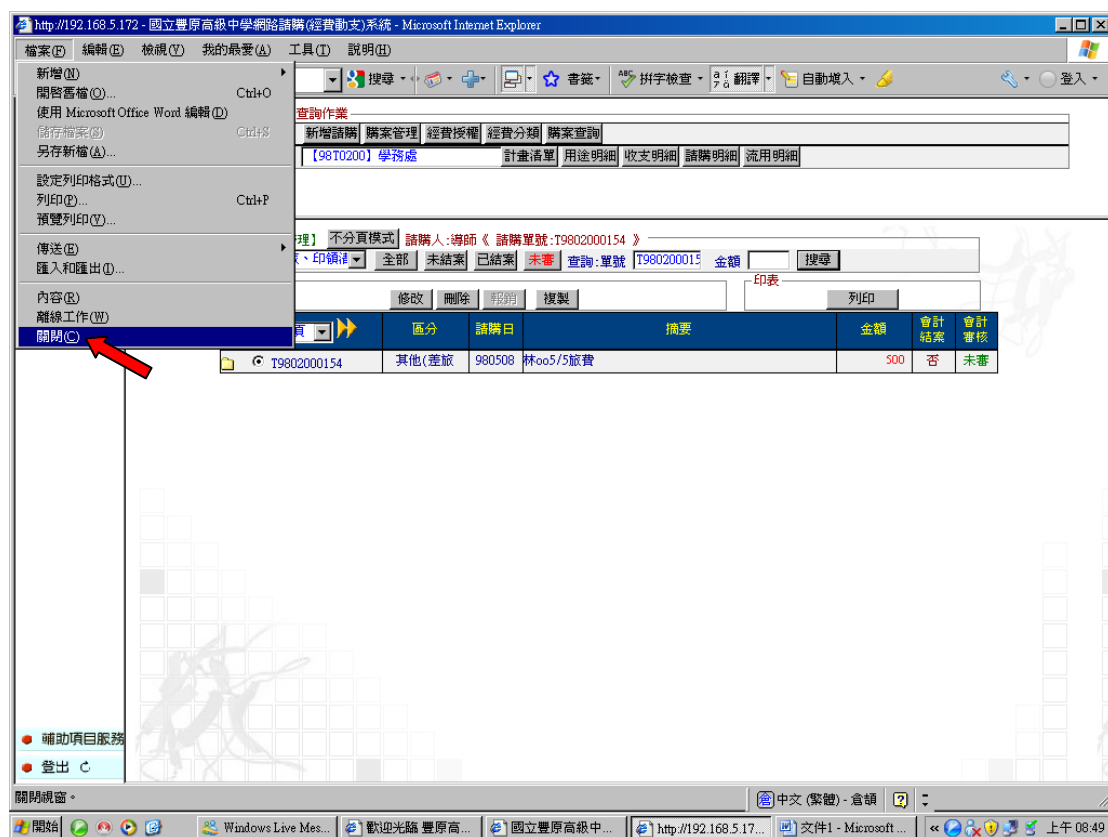 http://192.168.5.172 - 國立豐原高級中學網路請購(經費動支)系統 - Microsoft Internet Explorer
檔案(F) 編輯(E) 檢視(V) 我的最愛(A) 工具(T) 說明(H)
搜尋 書籤 拼字檢查 翻譯 自動填入 登入
新增(N)
開啓舊檔(O)... Ctrl+O
使用 Microsoft Office Word 編輯(D)
儲存檔案(S) Ctrl+S
另存新檔(A)...
設定列印格式(U)...
列印(P)... Ctrl+P
預覽列印(V)...
傳送(E)
匯入和匯出(I)...
內容(R)
離線工作(W)
關閉(C)
查詢作業
新增請購 購案管理 經費授權 經費分類 購案查詢
【98T0200】學務處 計畫清單 用途明細 收支明細 請購明細 流用明細
理】 不分頁模式 請購人:導師《 請購單號:T9802000154 》
、印領清 全部 未結案 已結案 未審 查詢:單號 T980200015 金額 搜尋
修改 刪除 報銷 複製 印表 列印
頁 區分 請購日 摘要 金額 會計結案 會計審核
T9802000154 其他(差旅 980508 林oo5/5旅費 500 否 未審
輔助項目服務
登出
關閉視窗。
中文 (繁體) - 倉頡
開始 Windows Live Mes... 歡迎光臨 豐原高... 國立豐原高級中... http://192.168.5.17... 文件1 - Microsoft ... 上午 08:49